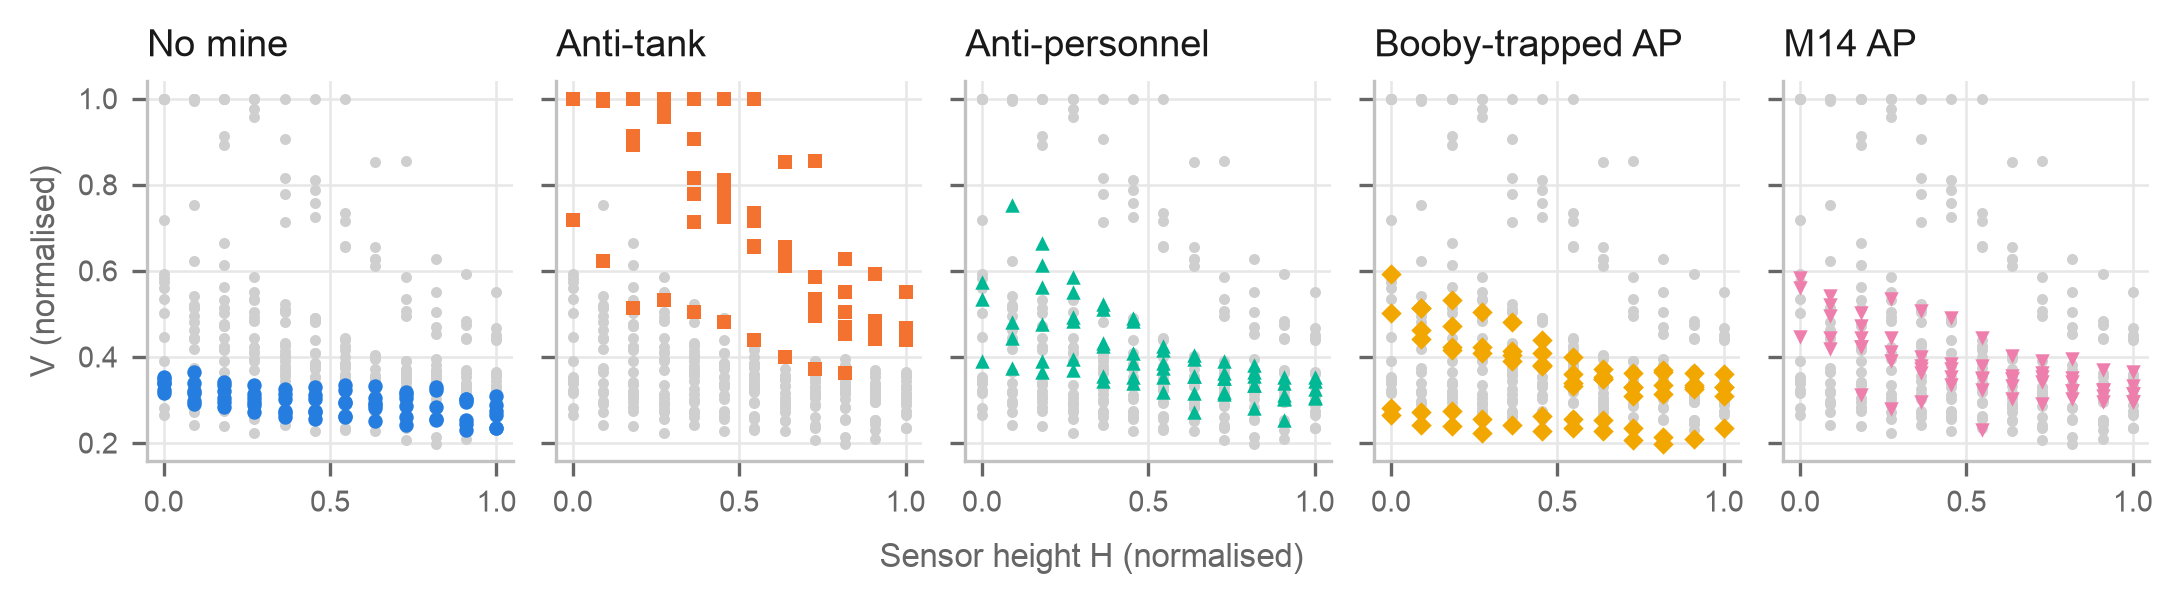 No mine
Anti-tank
Anti-personnel
Booby-trapped AP
M14 AP
V (normalised)
1.0
0.8
0.6
0.4
0.2
0.0 0.5 1.0
0.0 0.5 1.0
0.0 0.5 1.0
0.0 0.5 1.0
0.0 0.5 1.0
Sensor height H (normalised)